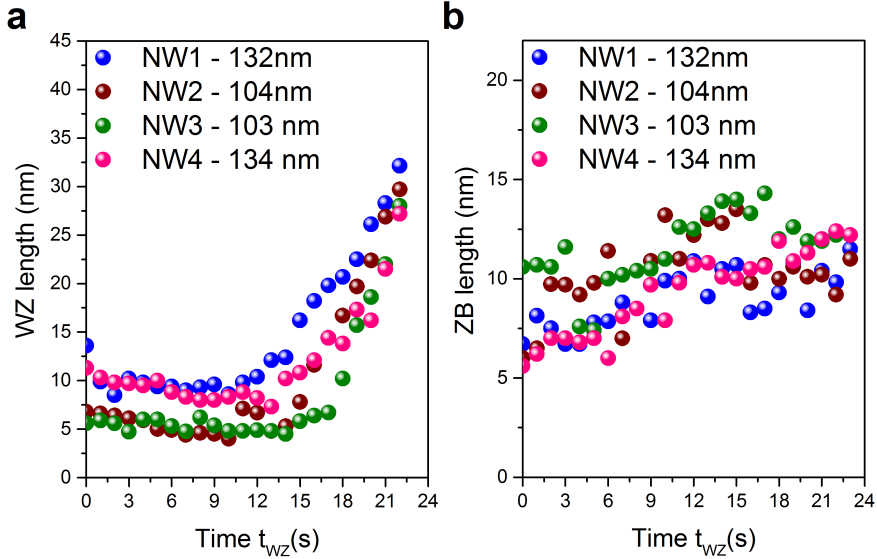 a
45
40
35
30
25
20
15
10
5
0
WZ length (nm)
NW1 - 132nm
NW2 - 104nm
NW3 - 103 nm
NW4 - 134 nm
0 3 6 9 12 15 18 21 24
Time tWZ(s)
b
20
15
10
5
0
ZB length (nm)
NW1 - 132nm
NW2 - 104nm
NW3 - 103 nm
NW4 - 134 nm
0 3 6 9 12 15 18 21 24
Time tWZ(s)